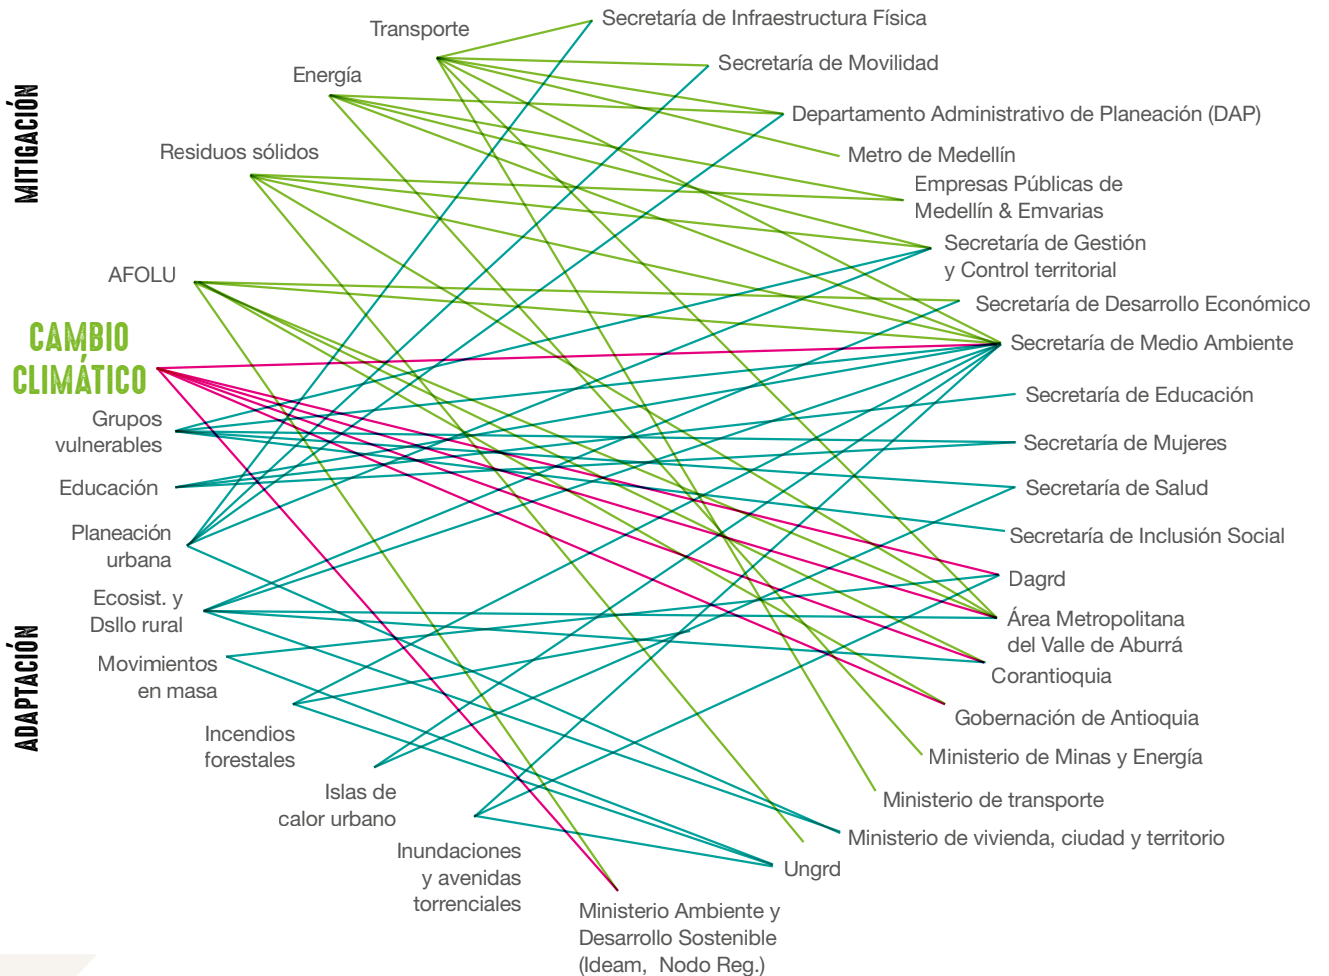 MITIGACIÓN
Transporte
Energía
Residuos sólidos
AFOLU
CAMBIO
CLIMÁTICO
ADAPTACIÓN
Grupos
vulnerables
Educación
Planeación
urbana
Ecosist. y
Dsllo rural
Movimientos
en masa
Incendios
forestales
Islas de
calor urbano
Inundaciones
y avenidas
torrenciales
Secretaría de Infraestructura Física
Secretaría de Movilidad
Departamento Administrativo de Planeación (DAP)
Metro de Medellín
Empresas Públicas de
Medellín & Emvarias
Secretaría de Gestión
y Control territorial
Secretaría de Desarrollo Económico
Secretaría de Medio Ambiente
Secretaría de Educación
Secretaría de Mujeres
Secretaría de Salud
Secretaría de Inclusión Social
Dagrd
Área Metropolitana
del Valle de Aburrá
Corantioquia
Gobernación de Antioquia
Ministerio de Minas y Energía
Ministerio de transporte
Ministerio de vivienda, ciudad y territorio
Ungrd
Ministerio Ambiente y
Desarrollo Sostenible
(Ideam, Nodo Reg.)